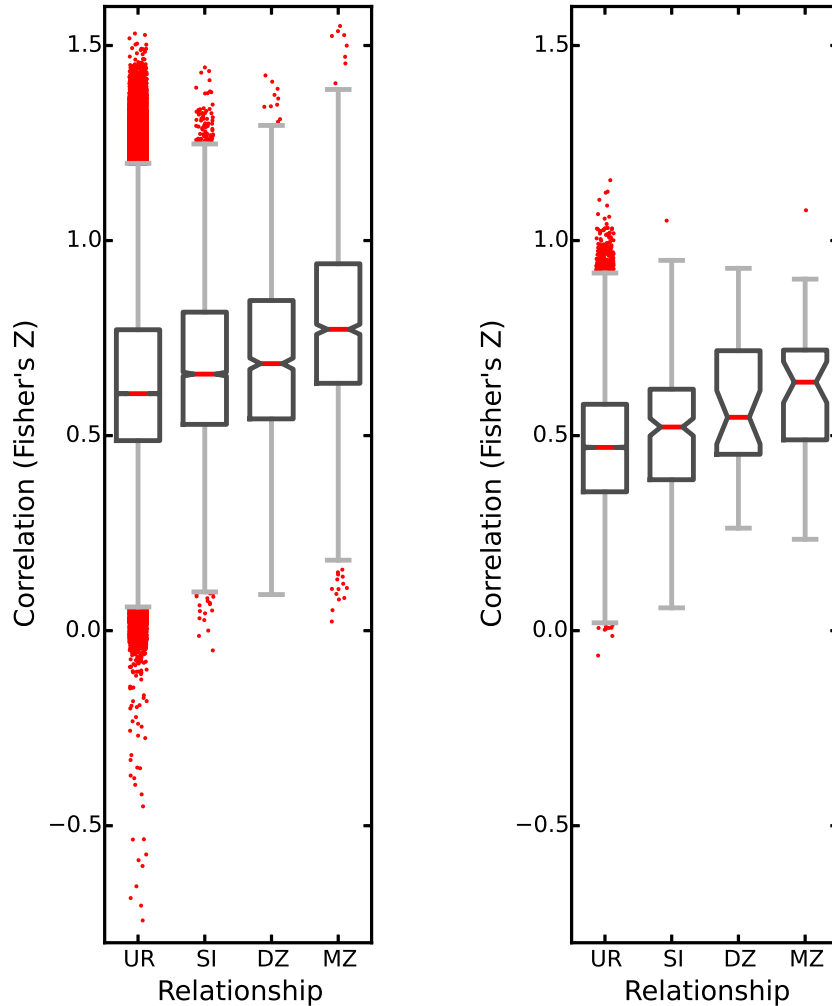 Correlation (Fisher's Z)
1.5
1.0
0.5
0.0
−0.5
UR SI DZ MZ
Relationship
Correlation (Fisher's Z)
1.5
1.0
0.5
0.0
−0.5
UR SI DZ MZ
Relationship